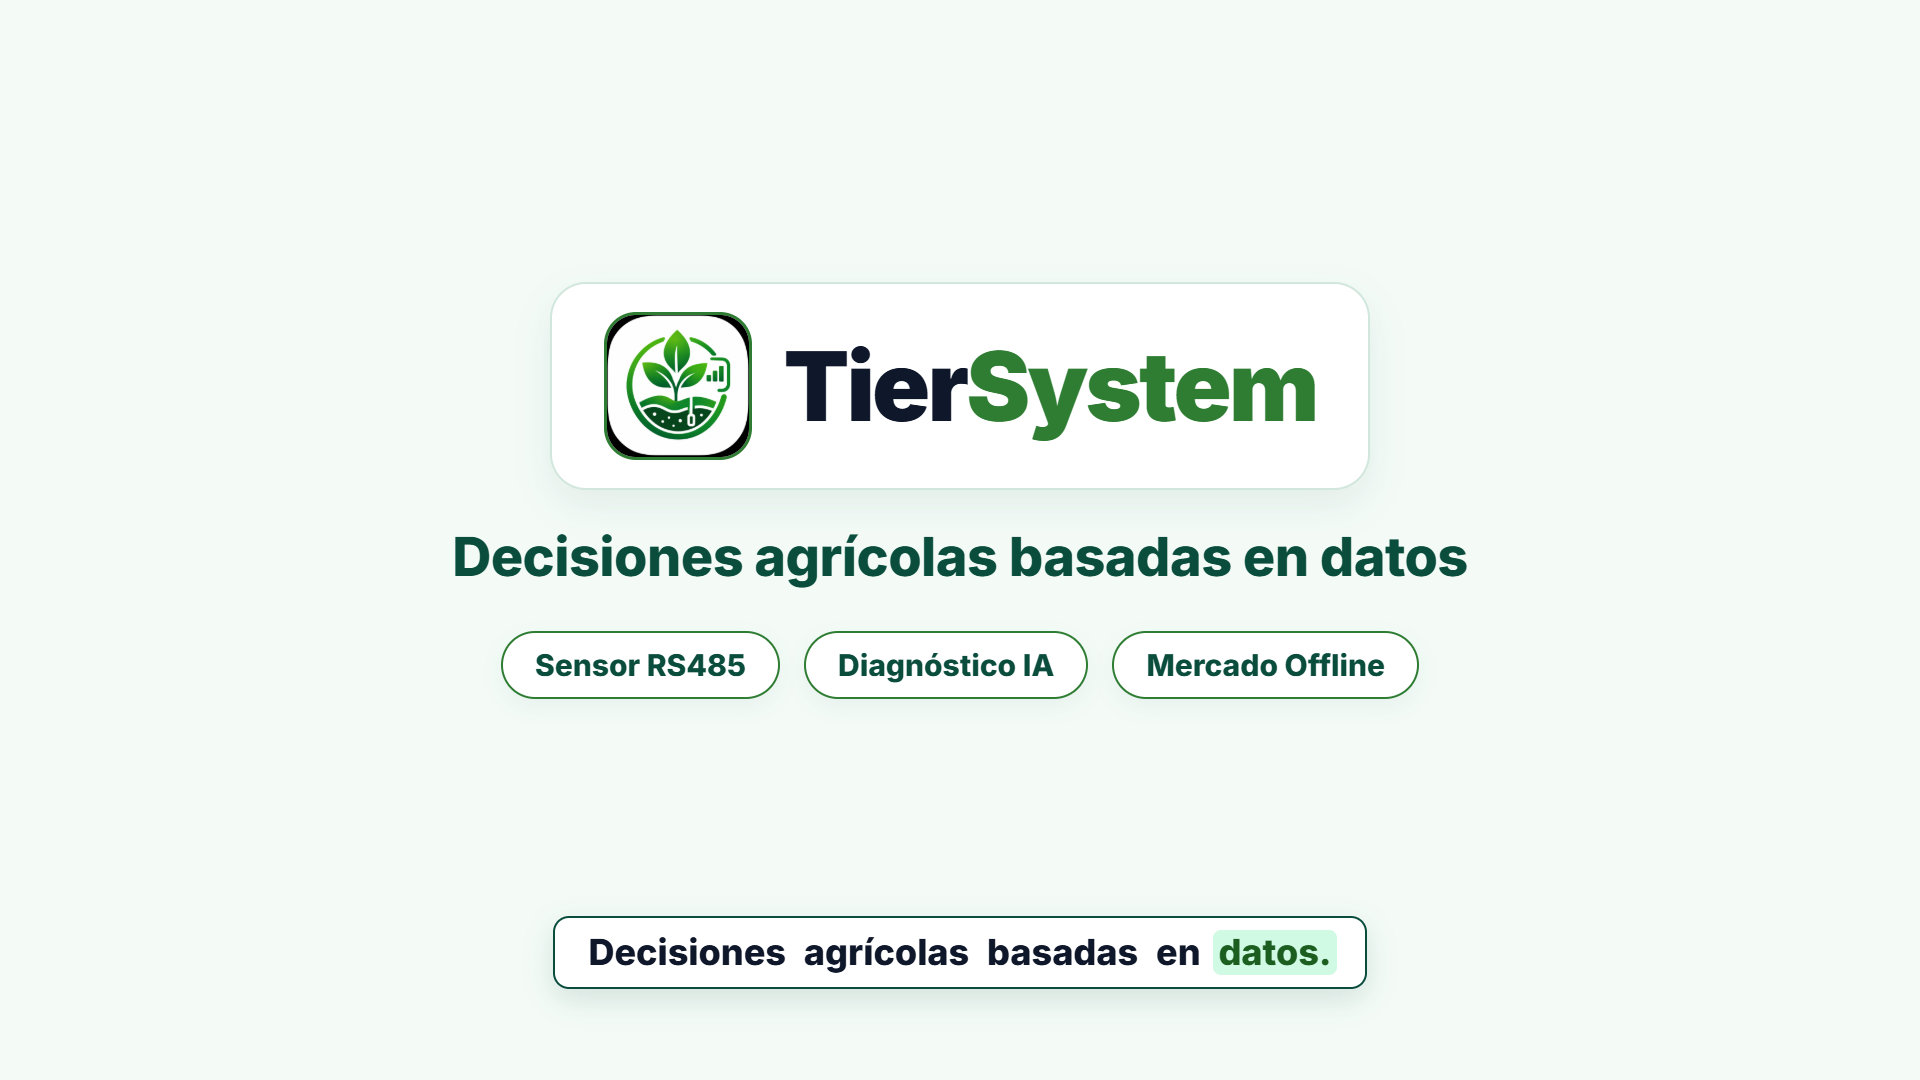 TierSystem
Decisiones agrícolas basadas en datos
Sensor RS485
Diagnóstico IA
Mercado Offline
Decisiones agrícolas basadas en datos.